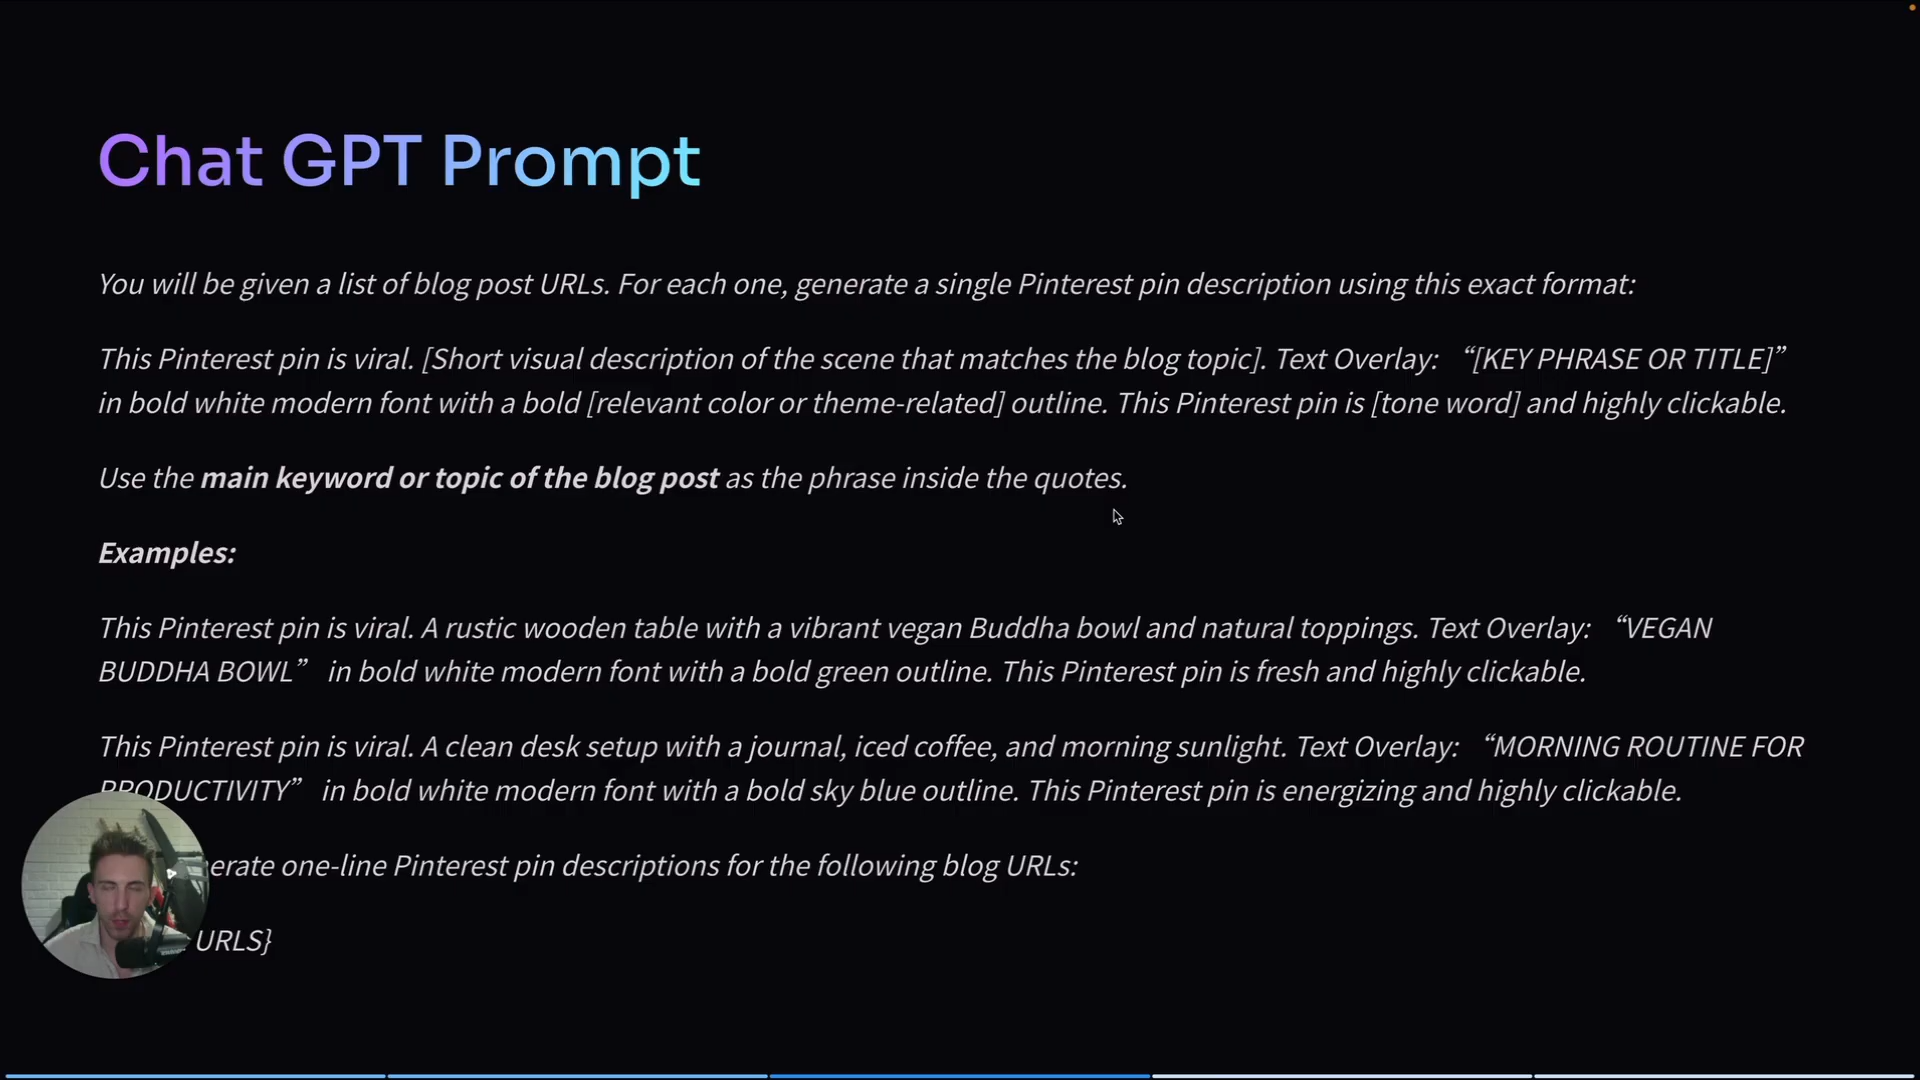 Chat GPT Prompt
You will be given a list of blog post URLs. For each one, generate a single Pinterest pin description using this exact format:
This Pinterest pin is viral. [Short visual description of the scene that matches the blog topic]. Text Overlay: “[KEY PHRASE OR TITLE]”
in bold white modern font with a bold [relevant color or theme-related] outline. This Pinterest pin is [tone word] and highly clickable.
Use the main keyword or topic of the blog post as the phrase inside the quotes.
Examples:
This Pinterest pin is viral. A rustic wooden table with a vibrant vegan Buddha bowl and natural toppings. Text Overlay: “VEGAN
BUDDHA BOWL” in bold white modern font with a bold green outline. This Pinterest pin is fresh and highly clickable.
This Pinterest pin is viral. A clean desk setup with a journal, iced coffee, and morning sunlight. Text Overlay: “MORNING ROUTINE FOR
PRODUCTIVITY” in bold white modern font with a bold sky blue outline. This Pinterest pin is energizing and highly clickable.
one-line Pinterest pin descriptions for the following blog URLs:
URLS}